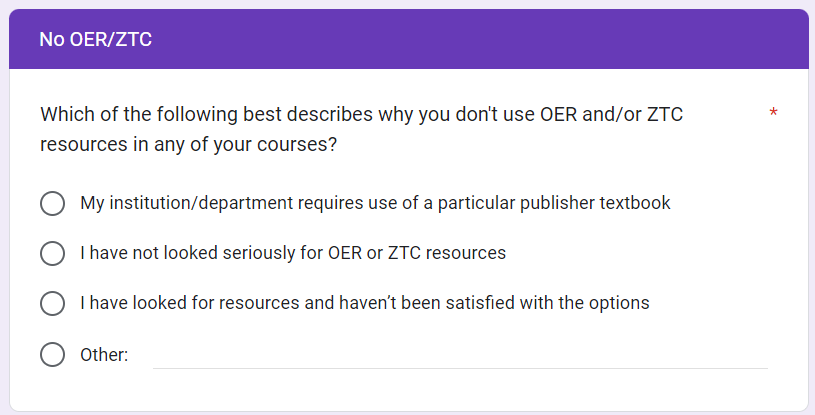 No OER/ZTC
Which of the following best describes why you don't use OER and/or ZTC *
resources in any of your courses?
My institution/department requires use of a particular publisher textbook
I have not looked seriously for OER or ZTC resources
I have looked for resources and haven’t been satisfied with the options
Other: